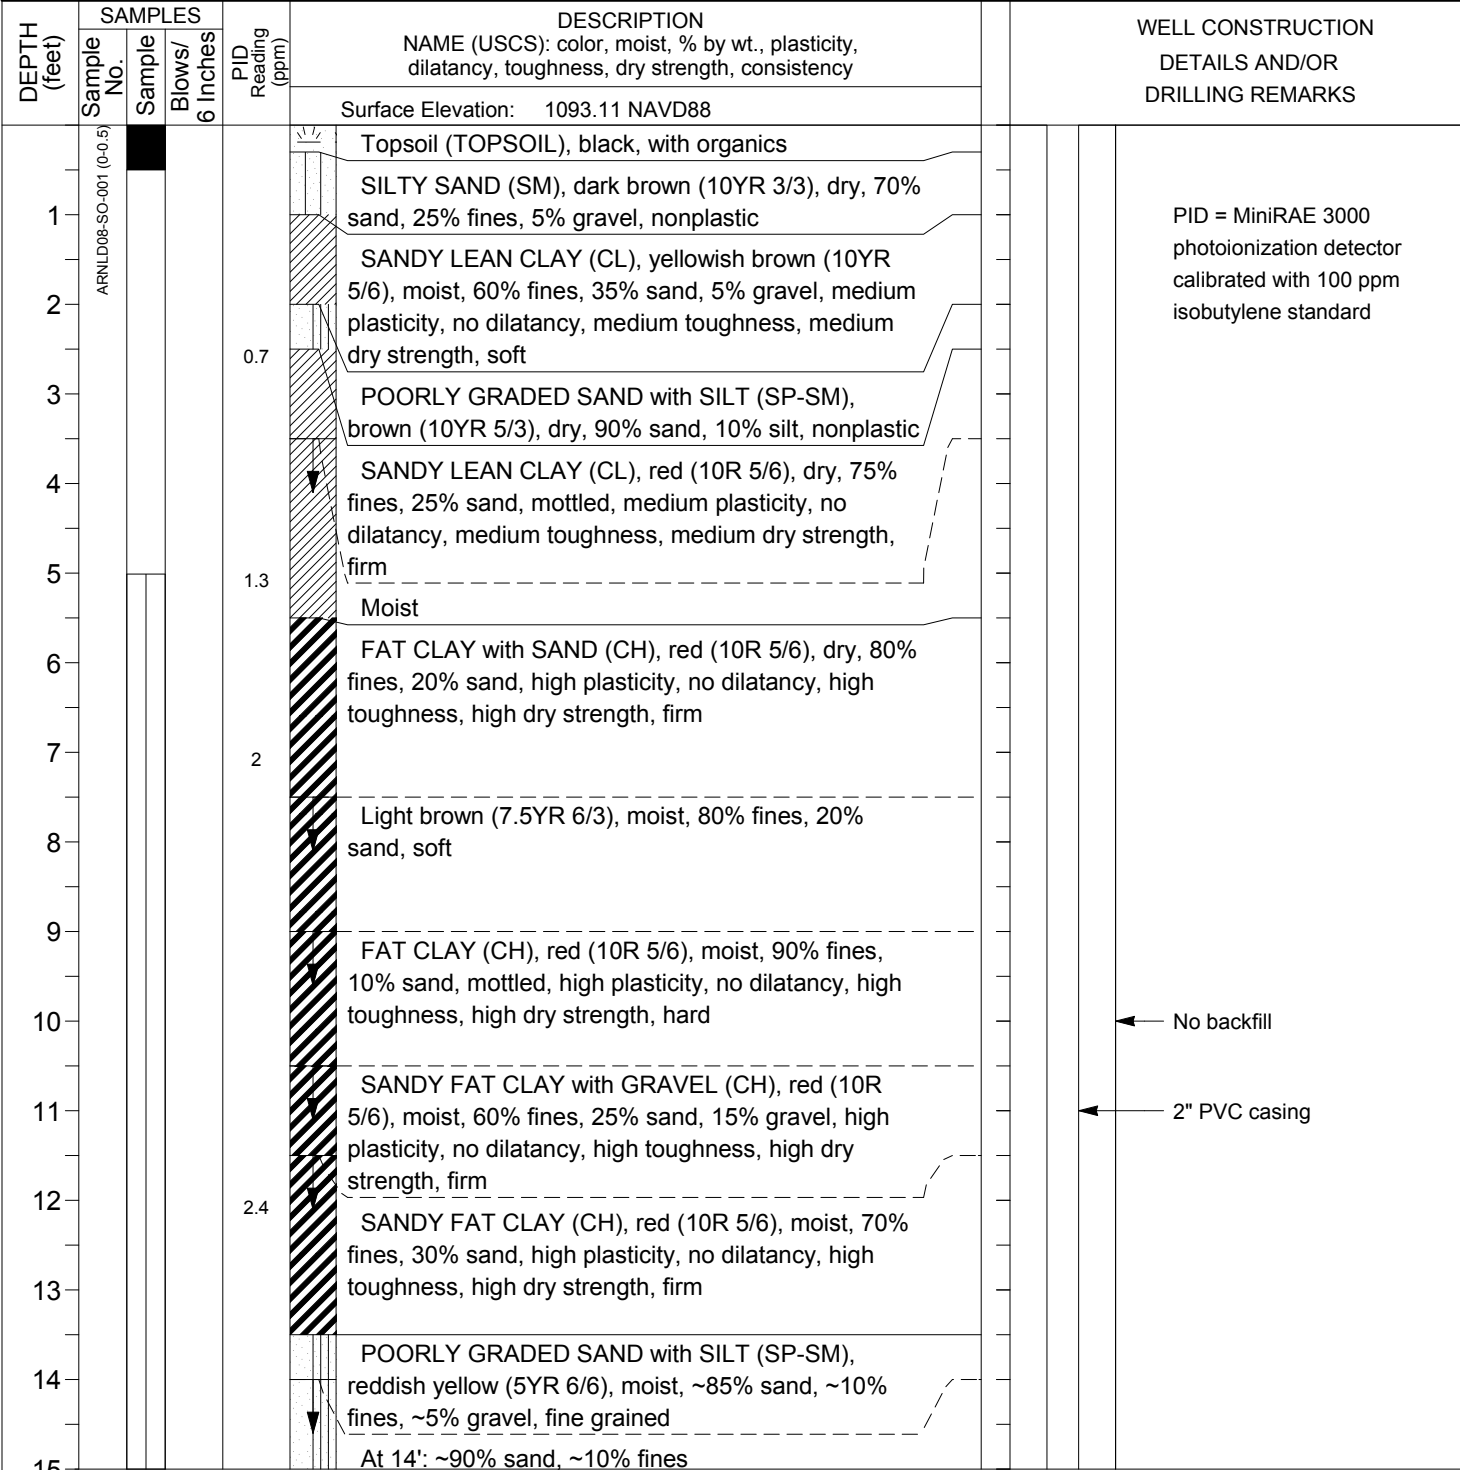 DEPTH
(feet)
SAMPLES
Sample
No.
Sample
Blows/
6 Inches
PID
Reading
(ppm)
DESCRIPTION
NAME (USCS): color, moist, % by wt., plasticity,
dilatancy, toughness, dry strength, consistency
Surface Elevation: 1093.11 NAVD88
WELL CONSTRUCTION
DETAILS AND/OR
DRILLING REMARKS
ARNLD08-SO-001 (0-0.5)
Topsoil (TOPSOIL), black, with organics
SILTY SAND (SM), dark brown (10YR 3/3), dry, 70%
sand, 25% fines, 5% gravel, nonplastic
1
PID = MiniRAE 3000
photoionization detector
calibrated with 100 ppm
isobutylene standard
SANDY LEAN CLAY (CL), yellowish brown (10YR
5/6), moist, 60% fines, 35% sand, 5% gravel, medium
plasticity, no dilatancy, medium toughness, medium
dry strength, soft
2
0.7
POORLY GRADED SAND with SILT (SP-SM),
brown (10YR 5/3), dry, 90% sand, 10% silt, nonplastic
3
SANDY LEAN CLAY (CL), red (10R 5/6), dry, 75%
fines, 25% sand, mottled, medium plasticity, no
dilatancy, medium toughness, medium dry strength,
firm
4
5
1.3
Moist
FAT CLAY with SAND (CH), red (10R 5/6), dry, 80%
fines, 20% sand, high plasticity, no dilatancy, high
toughness, high dry strength, firm
6
7
2
Light brown (7.5YR 6/3), moist, 80% fines, 20%
sand, soft
8
9
FAT CLAY (CH), red (10R 5/6), moist, 90% fines,
10% sand, mottled, high plasticity, no dilatancy, high
toughness, high dry strength, hard
10
No backfill
SANDY FAT CLAY with GRAVEL (CH), red (10R
5/6), moist, 60% fines, 25% sand, 15% gravel, high
plasticity, no dilatancy, high toughness, high dry
strength, firm
11
2" PVC casing
12
2.4
SANDY FAT CLAY (CH), red (10R 5/6), moist, 70%
fines, 30% sand, high plasticity, no dilatancy, high
toughness, high dry strength, firm
13
POORLY GRADED SAND with SILT (SP-SM),
reddish yellow (5YR 6/6), moist, ~85% sand, ~10%
fines, ~5% gravel, fine grained
14
At 14': ~90% sand, ~10% fines
15